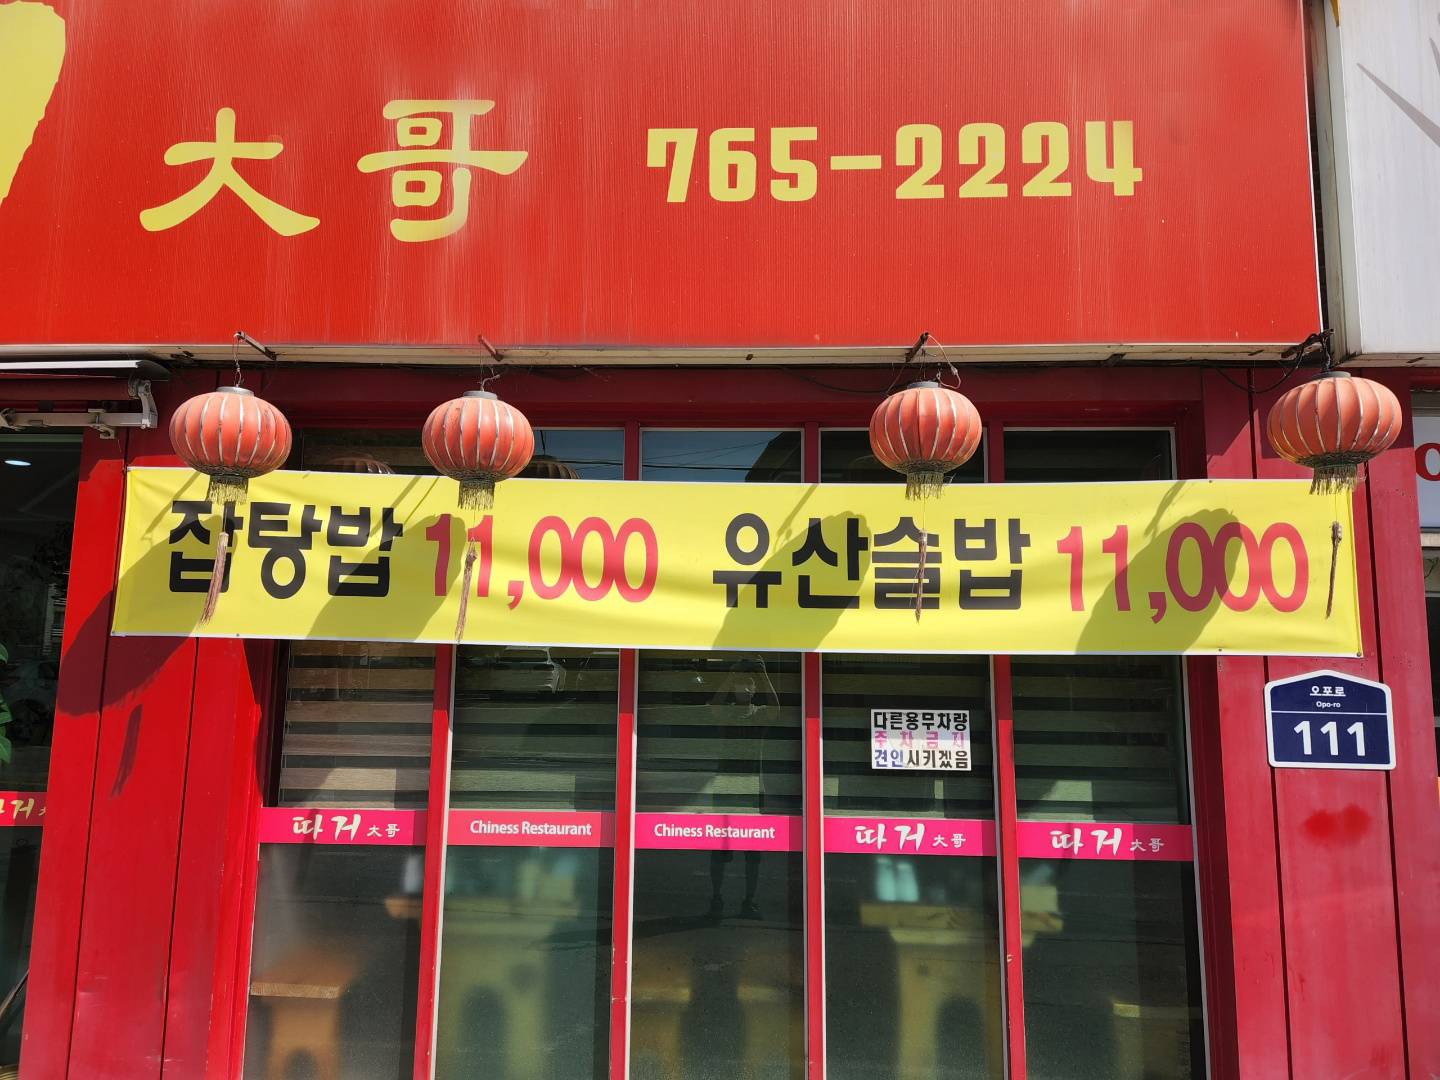 大哥 765-2224
잡탕밥 11,000 유산슬밥 11,000
오포로
Opo-ro
111
다른용무차량
주차금지
견인시키겠음
따거 大哥
Chiness Restaurant
Chiness Restaurant
따거 大哥
따거 大哥